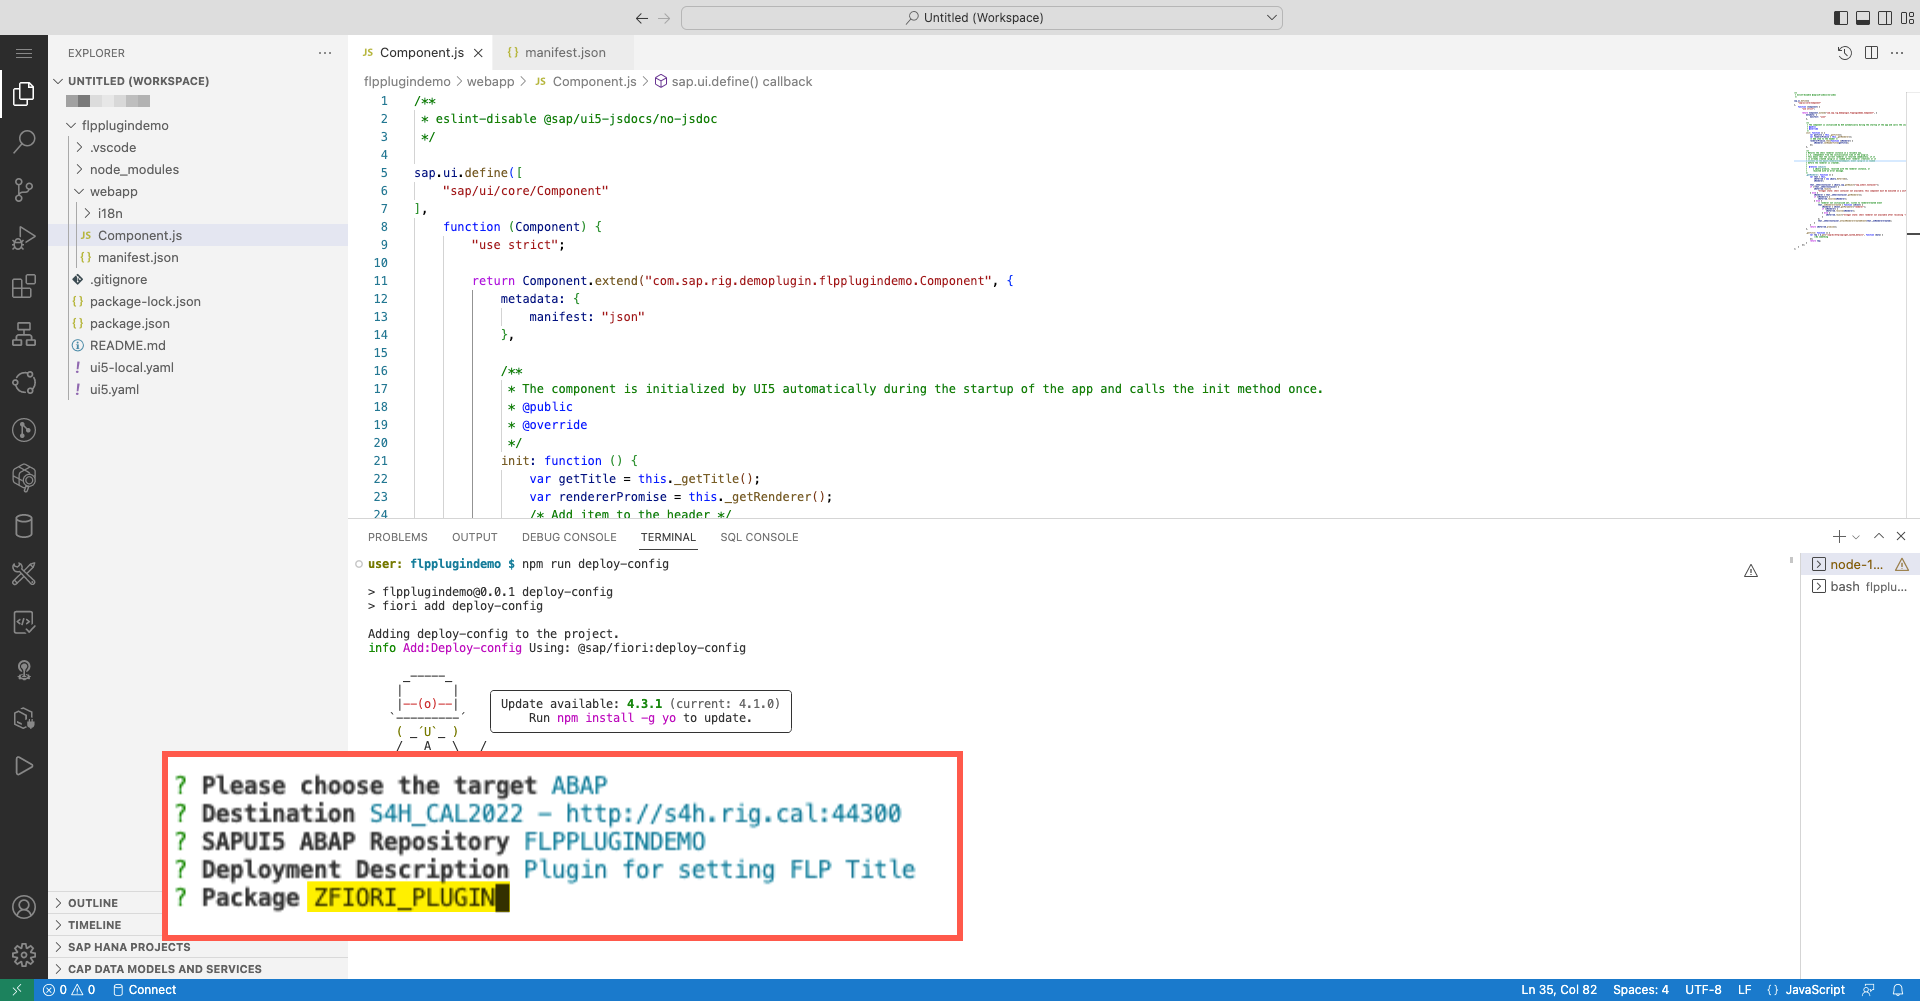 Untitled (Workspace)
EXPLORER
UNTITLED (WORKSPACE)
flpplugindemo
.vscode
node_modules
webapp
i18n
JS Component.js
{} manifest.json
.gitignore
{} package-lock.json
{} package.json
README.md
! ui5-local.yaml
! ui5.yaml
OUTLINE
TIMELINE
SAP HANA PROJECTS
CAP DATA MODELS AND SERVICES
JS Component.js
{} manifest.json
flpplugindemo > webapp > JS Component.js > sap.ui.define() callback
1 /**
2 * eslint-disable @sap/ui5-jsdocs/no-jsdoc
3 */
4
5 sap.ui.define([
6 "sap/ui/core/Component"
7 ],
8 function (Component) {
9 "use strict";
10
11 return Component.extend("com.sap.rig.demoplugin.flpplugindemo.Component", {
12 metadata: {
13 manifest: "json"
14 },
15
16 /**
17 * The component is initialized by UI5 automatically during the startup of the app and calls the init method once.
18 * @public
19 * @override
20 */
21 init: function () {
22 var getTitle = this._getTitle();
23 var rendererPromise = this._getRenderer();
24 /* Add item to the header */
PROBLEMS OUTPUT DEBUG CONSOLE TERMINAL SQL CONSOLE
user: flpplugindemo $ npm run deploy-config
> flpplugindemo@0.0.1 deploy-config
> fiori add deploy-config
Adding deploy-config to the project.
info Add:Deploy-config Using: @sap/fiori:deploy-config
Update available: 4.3.1 (current: 4.1.0)
Run npm install -g yo to update.
? Please choose the target ABAP
? Destination S4H_CAL2022 – http://s4h.rig.cal:44300
? SAPUI5 ABAP Repository FLPPLUGINDEMO
? Deployment Description Plugin for setting FLP Title
? Package ZFIORI_PLUGIN
node-1...
bash flpplu...
0 0 Connect
Ln 35, Col 82 Spaces: 4 UTF-8 LF {} JavaScript